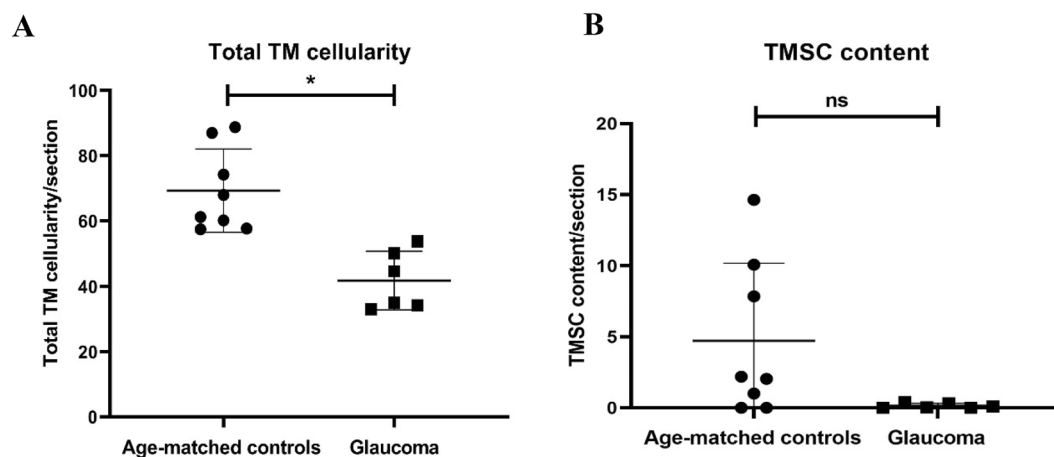 A
Total TM cellularity
*
Total TM cellularity/section
100
80
60
40
20
0
Age-matched controls
Glaucoma
B
TMSC content
ns
TMSC content/section
20
15
10
5
0
Age-matched controls
Glaucoma